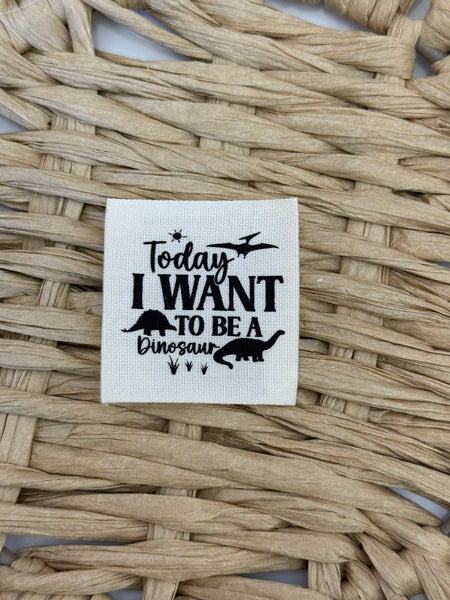 Today
I WANT
TO BE A
Dinosaur